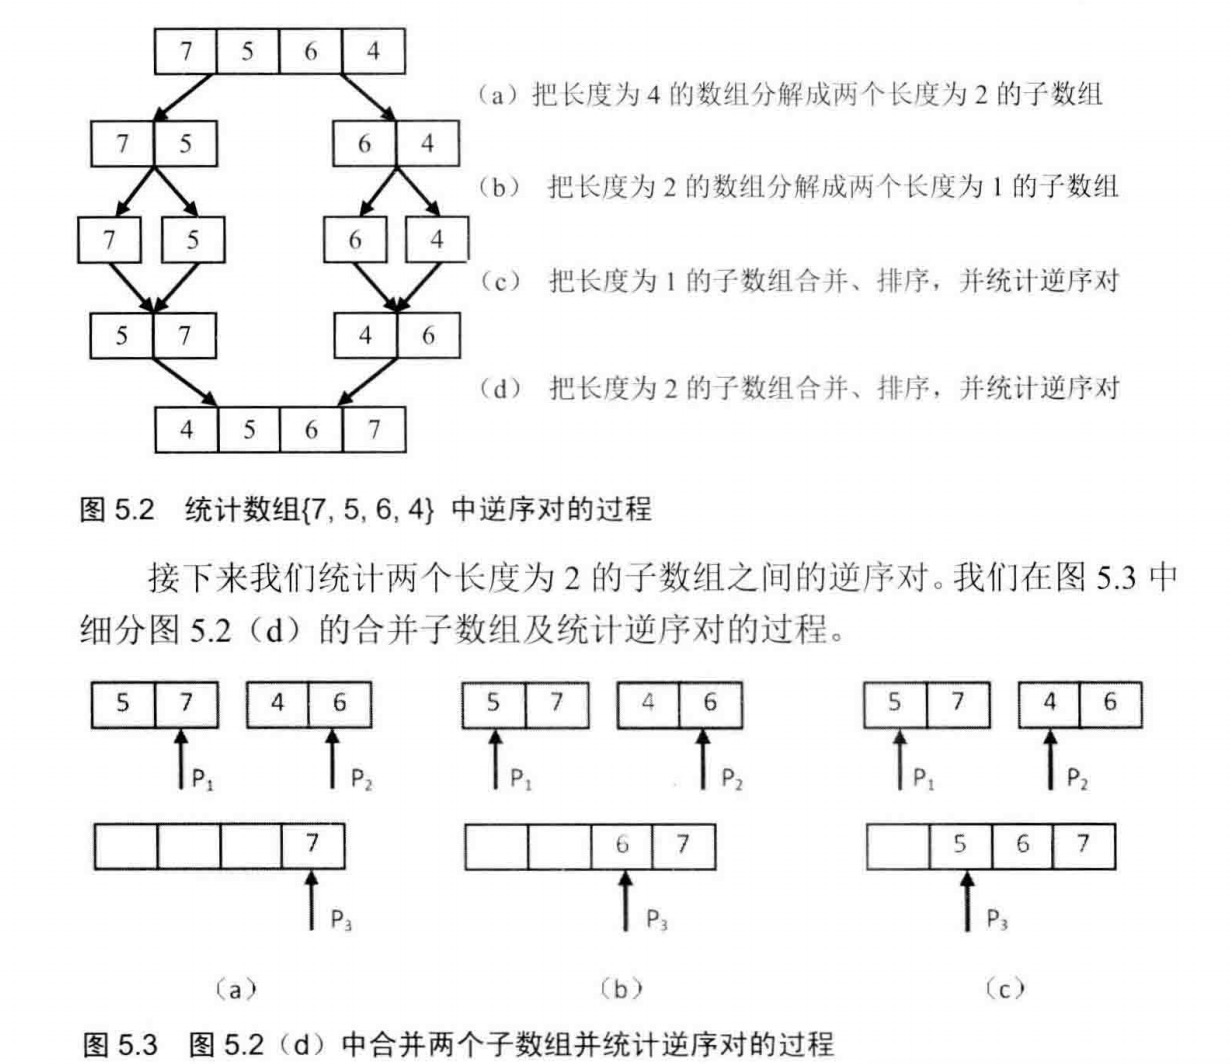 7 5 6 4
（a）把长度为 4 的数组分解成两个长度为 2 的子数组
7 5 6 4
（b） 把长度为 2 的数组分解成两个长度为 1 的子数组
7 5 6 4
（c） 把长度为 1 的子数组合并、排序，并统计逆序对
5 7 4 6
（d） 把长度为 2 的子数组合并、排序，并统计逆序对
4 5 6 7
图 5.2 统计数组{7, 5, 6, 4} 中逆序对的过程
接下来我们统计两个长度为 2 的子数组之间的逆序对。我们在图 5.3 中
细分图 5.2（d）的合并子数组及统计逆序对的过程。
5 7 4 6 5 7 4 6 5 7 4 6
P₁ P₂ P₁ P₂ P₁ P₂
7 6 7 5 6 7
P₃ P₃ P₃
（a） （b） （c）
图 5.3 图 5.2（d）中合并两个子数组并统计逆序对的过程